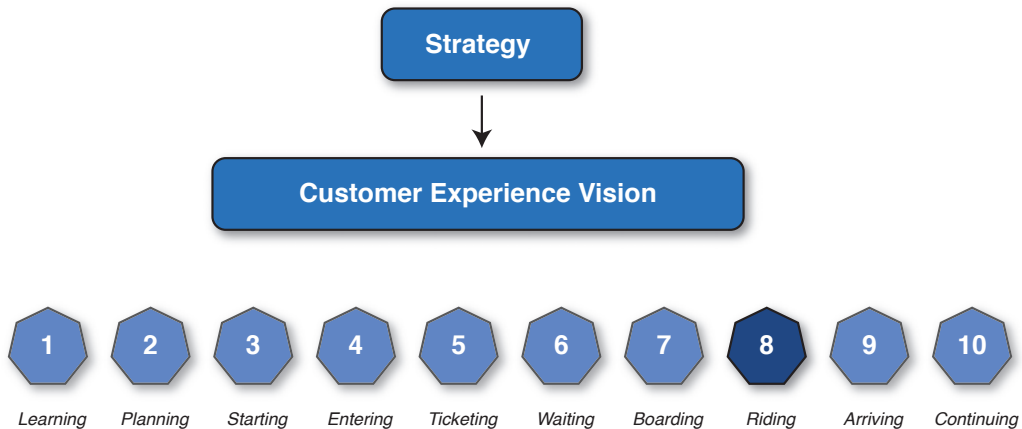 Strategy
Customer Experience Vision
1 2 3 4 5 6 7 8 9 10
Learning Planning Starting Entering Ticketing Waiting Boarding Riding Arriving Continuing